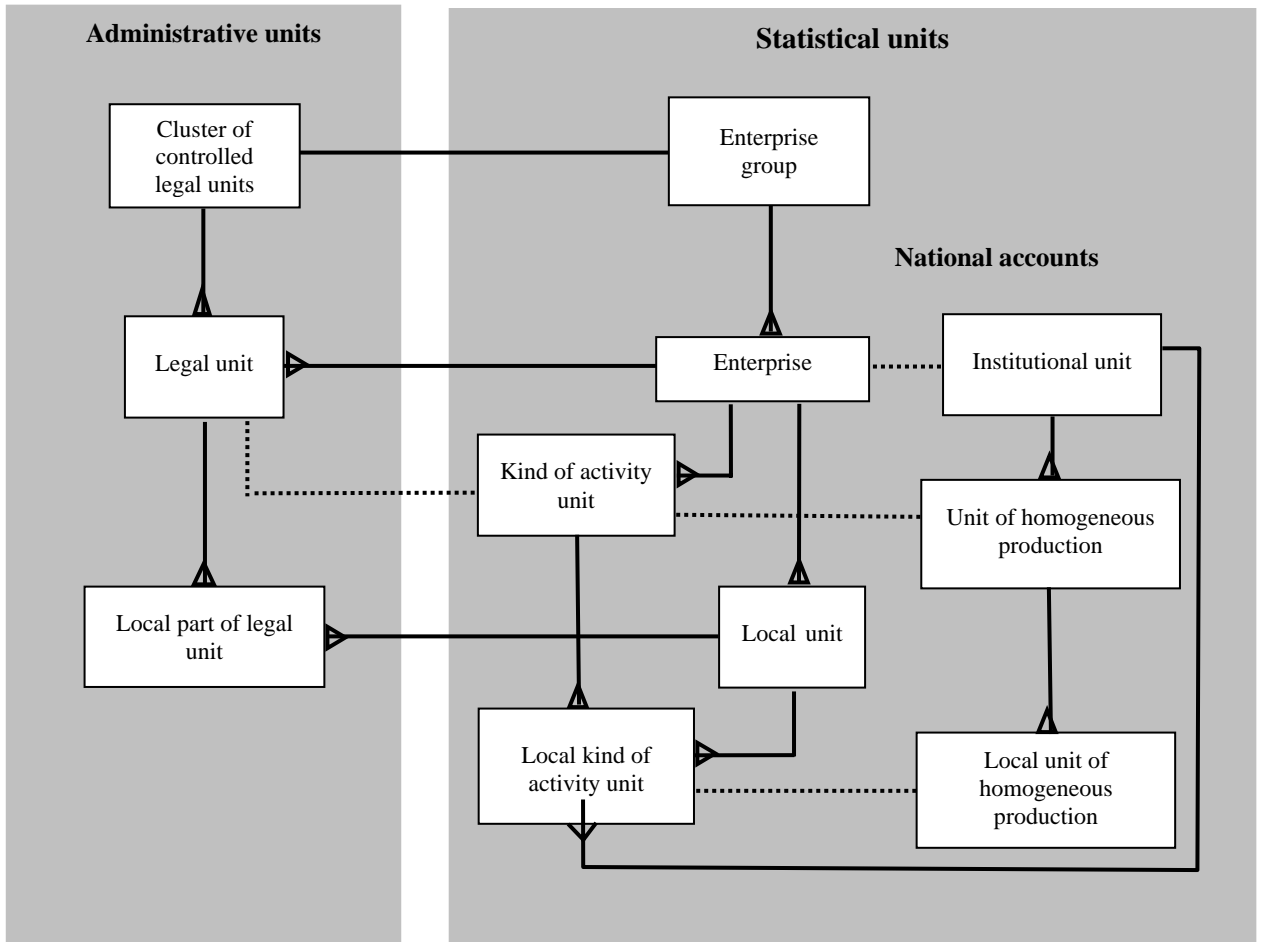 Administrative units
Statistical units
Cluster of
controlled
legal units
Enterprise
group
National accounts
Legal unit
Enterprise
Institutional unit
Kind of activity
unit
Unit of homogeneous
production
Local part of legal
unit
Local unit
Local kind of
activity unit
Local unit of
homogeneous
production